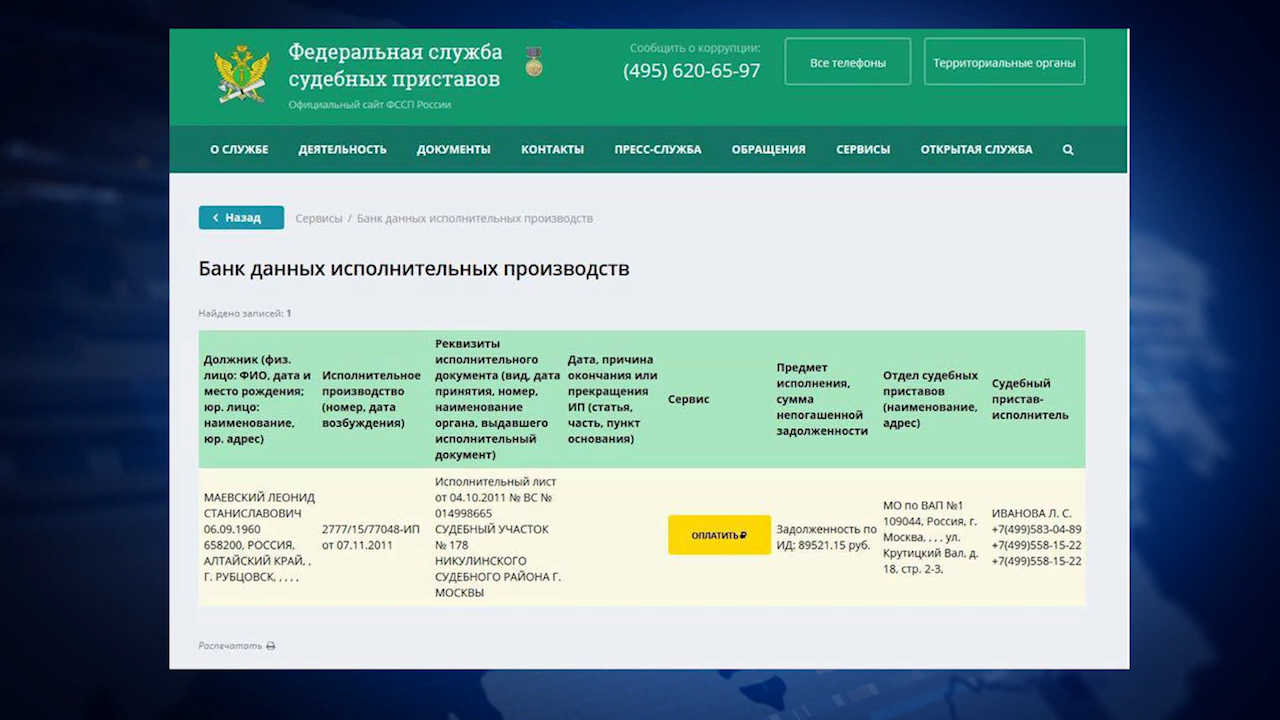 Федеральная служба
судебных приставов
Официальный сайт ФССП России
Сообщить о коррупции:
(495) 620-65-97
Все телефоны
Территориальные органы
О СЛУЖБЕ ДЕЯТЕЛЬНОСТЬ ДОКУМЕНТЫ КОНТАКТЫ ПРЕСС-СЛУЖБА ОБРАЩЕНИЯ СЕРВИСЫ ОТКРЫТАЯ СЛУЖБА
Назад
Сервисы / Банк данных исполнительных производств
Банк данных исполнительных производств
Найдено записей: 1
Должник (физ.
лицо: ФИО, дата и
место рождения;
юр. лицо:
наименование,
юр. адрес)
Исполнительное
производство
(номер, дата
возбуждения)
Реквизиты
исполнительного
документа (вид, дата
принятия, номер,
наименование
органа, выдавшего
исполнительный
документ)
Дата, причина
окончания или
прекращения
ИП (статья,
часть, пункт
основания)
Сервис
Предмет
исполнения,
сумма
непогашенной
задолженности
Отдел судебных
приставов
(наименование,
адрес)
Судебный
пристав-
исполнитель
МАЕВСКИЙ ЛЕОНИД
СТАНИСЛАВОВИЧ
06.09.1960
658200, РОССИЯ,
АЛТАЙСКИЙ КРАЙ, ,
Г. РУБЦОВСК, , , , ,
2777/15/77048-ИП
от 07.11.2011
Исполнительный лист
от 04.10.2011 № ВС №
014998665
СУДЕБНЫЙ УЧАСТОК
№ 178
НИКУЛИНСКОГО
СУДЕБНОГО РАЙОНА Г.
МОСКВЫ
ОПЛАТИТЬ₽
Задолженность по
ИД: 89521.15 руб.
МО по ВАП №1
109044, Россия, г.
Москва, , , , ул.
Крутицкий Вал, д.
18, стр. 2-3,
ИВАНОВА Л. С.
+7(499)583-04-89
+7(499)558-15-22
+7(499)558-15-22
Распечатать